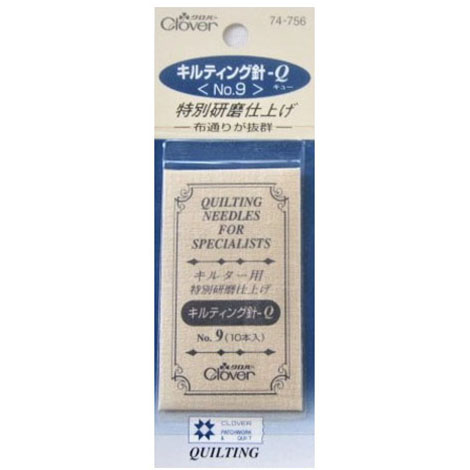 クロバー
Clover
74-756
キルティング針-Q
キュー
<No.9>
特別研磨仕上げ
布通りが抜群
QUILTING
NEEDLES
FOR
SPECIALISTS
キルター用
特別研磨仕上げ
キルティング針-Q
No. 9 (10本入)
クロバー
Clover
CLOVER
PATCHWORK
& QUILT
QUILTING